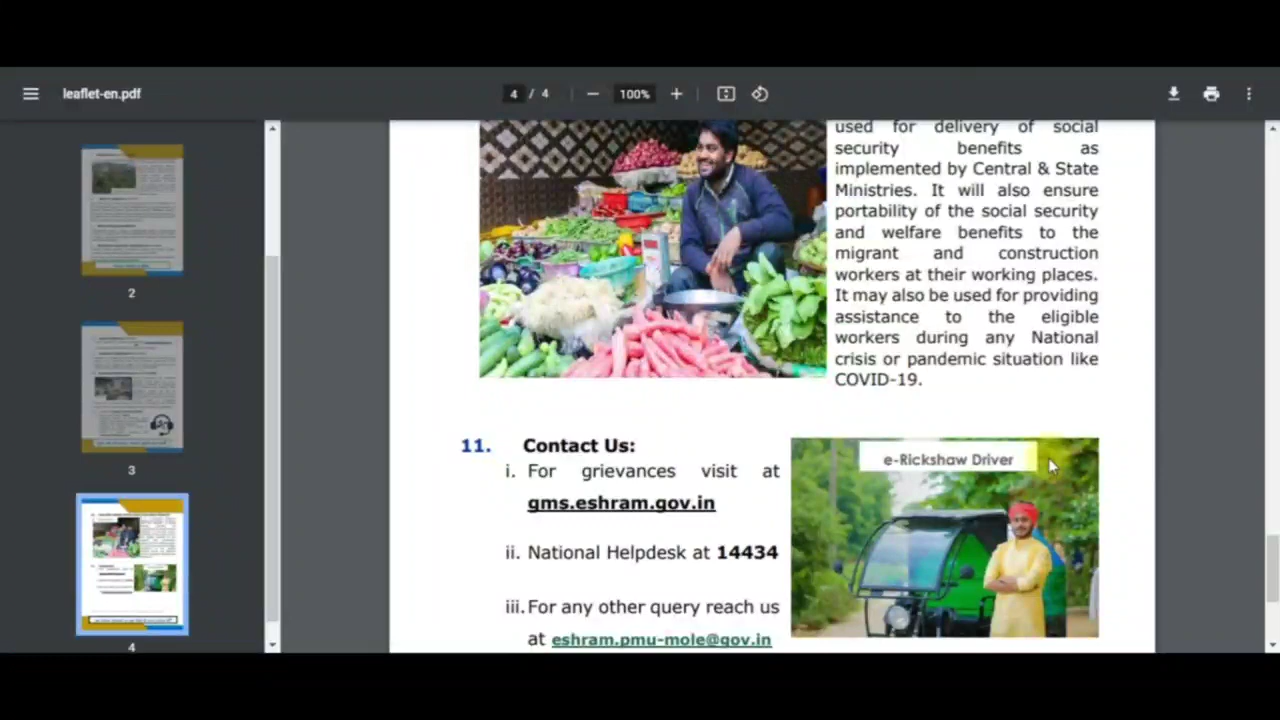 leaflet-en.pdf
4 / 4
100%
used for delivery of social
security benefits as
implemented by Central & State
Ministries. It will also ensure
portability of the social security
and welfare benefits to the
migrant and construction
workers at their working places.
It may also be used for providing
assistance to the eligible
workers during any National
crisis or pandemic situation like
COVID-19.
11. Contact Us:
i. For grievances visit at
gms.eshram.gov.in
ii. National Helpdesk at 14434
iii. For any other query reach us
at eshram.pmu-mole@gov.in
e-Rickshaw Driver
2
3
4